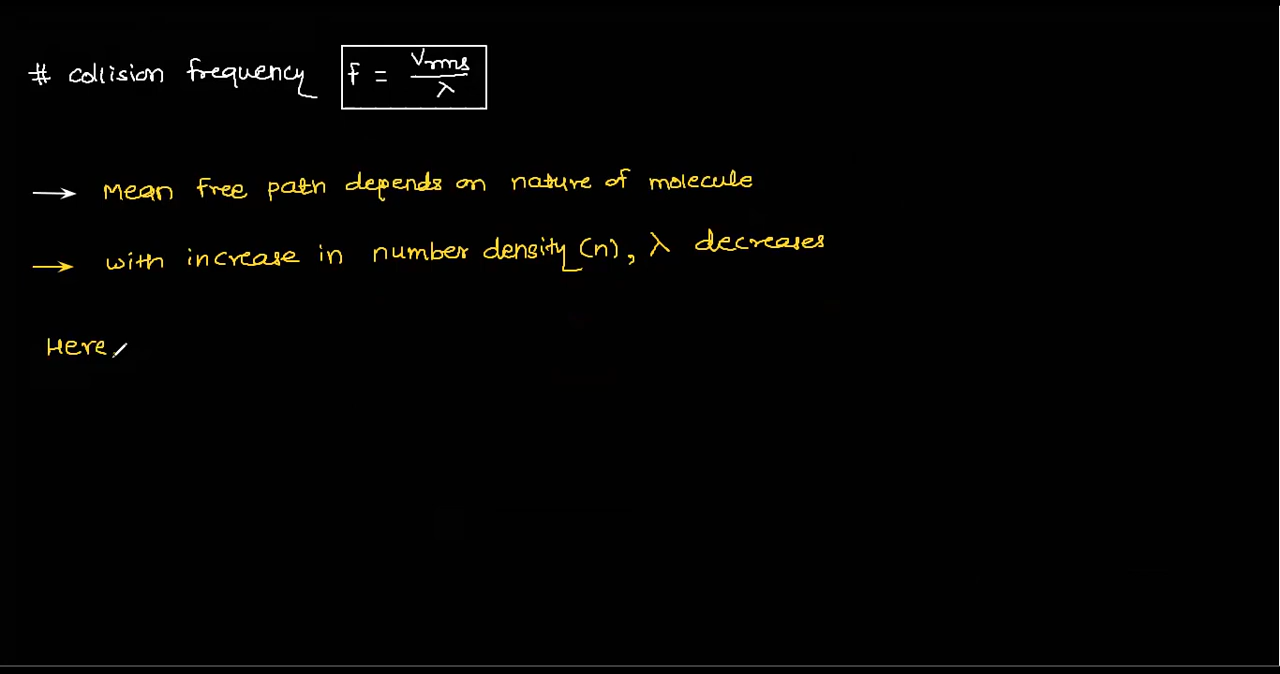 # collision frequency f = Vrms/λ
→ Mean free path depends on nature of molecule
→ with increase in number density (n), λ decreases
Here,